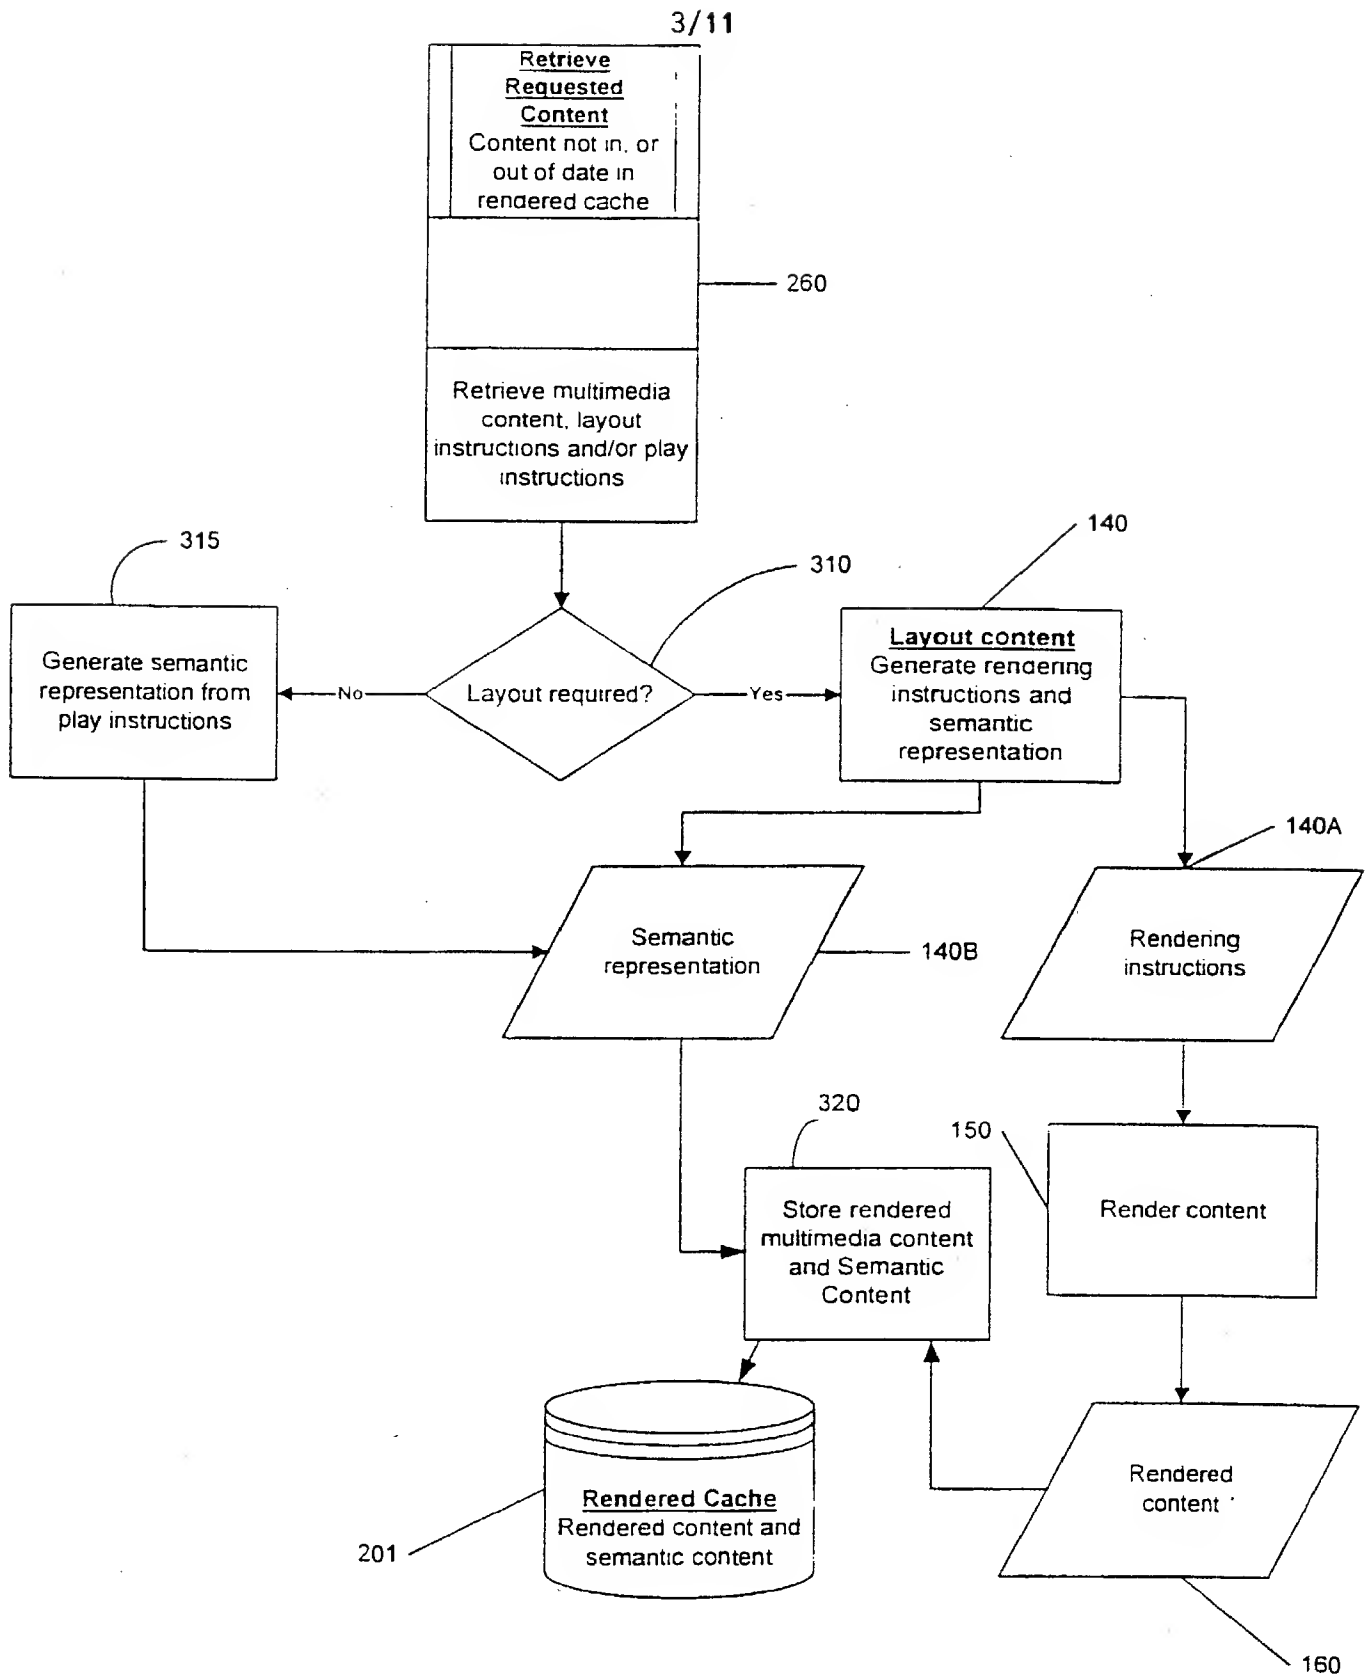 3/11
Retrieve
Requested
Content
Content not in, or
out of date in
rendered cache
260
Retrieve multimedia
content, layout
instructions and/or play
instructions
315
310
140
Generate semantic
representation from
play instructions
No
Layout required?
Yes
Layout content
Generate rendering
instructions and
semantic
representation
140A
Semantic
representation
140B
Rendering
instructions
320
150
Store rendered
multimedia content
and Semantic
Content
Render content
Rendered Cache
Rendered content and
semantic content
201
Rendered
content
160